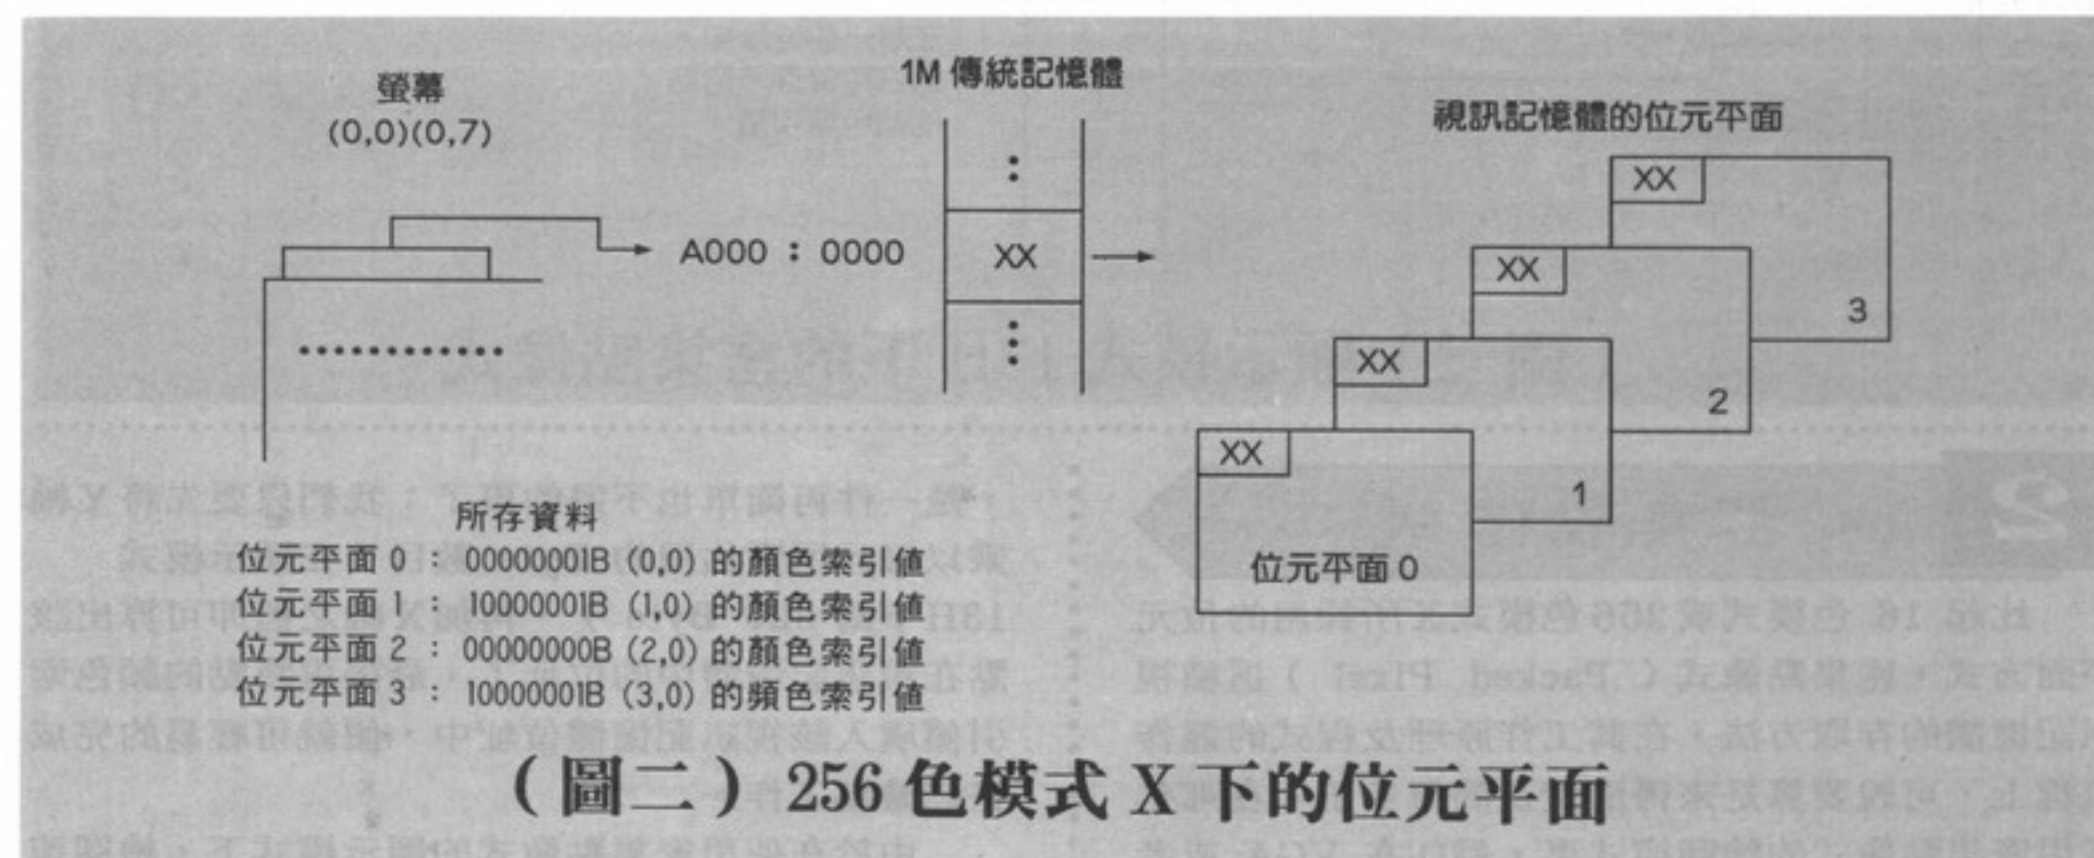 螢幕
(0,0)(0,7)
1M 傳統記憶體
視訊記憶體的位元平面
A000 : 0000
XX
XX
3
XX
2
XX
1
XX
位元平面 0
所存資料
位元平面 0 : 00000001B (0,0) 的顏色索引值
位元平面 1 : 10000001B (1,0) 的顏色索引值
位元平面 2 : 00000000B (2,0) 的顏色索引值
位元平面 3 : 10000001B (3,0) 的頻色索引值
(圖二) 256 色模式 X 下的位元平面